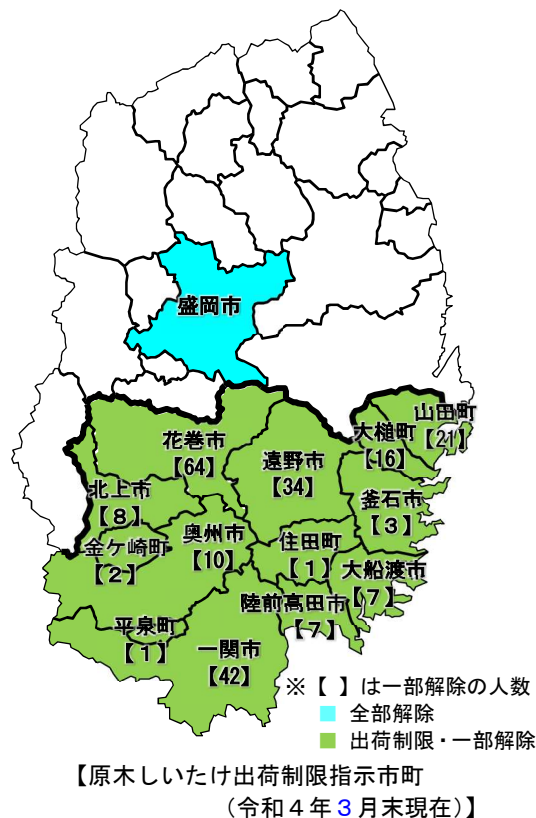 盛岡市
山田町
【21】
大槌町
【16】
花巻市
【64】
遠野市
【34】
北上市
【8】
釜石市
【3】
奥州市
【10】
金ケ崎町
【2】
住田町
【1】
大船渡市
【7】
陸前高田市
【7】
平泉町
【1】
一関市
【42】
※【 】は一部解除の人数
全部解除
出荷制限・一部解除
【原木しいたけ出荷制限指示市町
（令和４年３月末現在）】